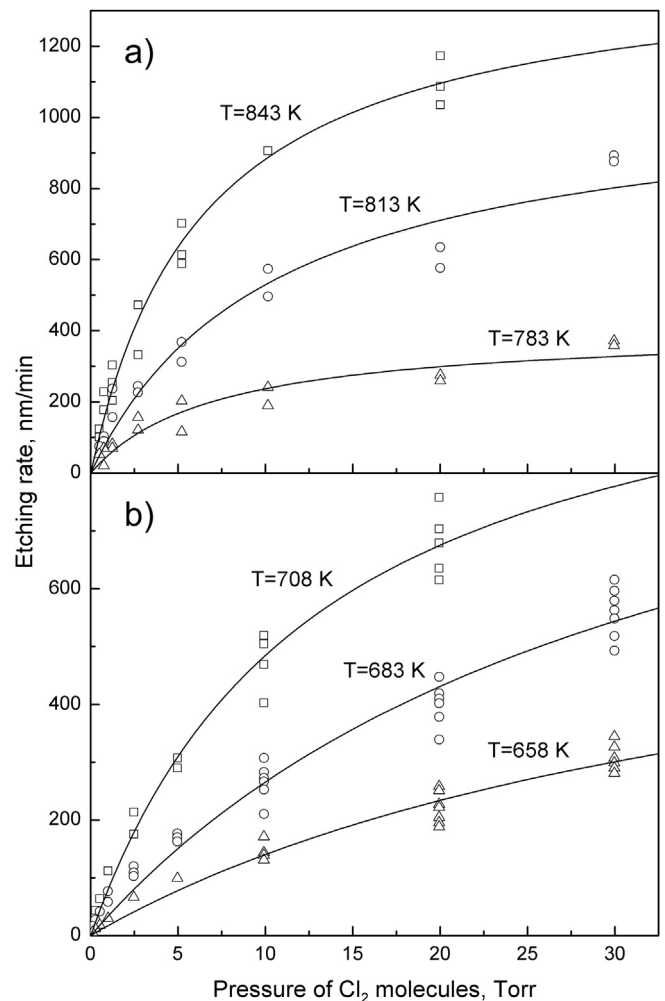 a)
1200
1000
800
600
400
200
0
T=843 K
T=813 K
T=783 K
Etching rate, nm/min
b)
600
400
200
0
T=708 K
T=683 K
T=658 K
0 5 10 15 20 25 30
Pressure of Cl₂ molecules, Torr